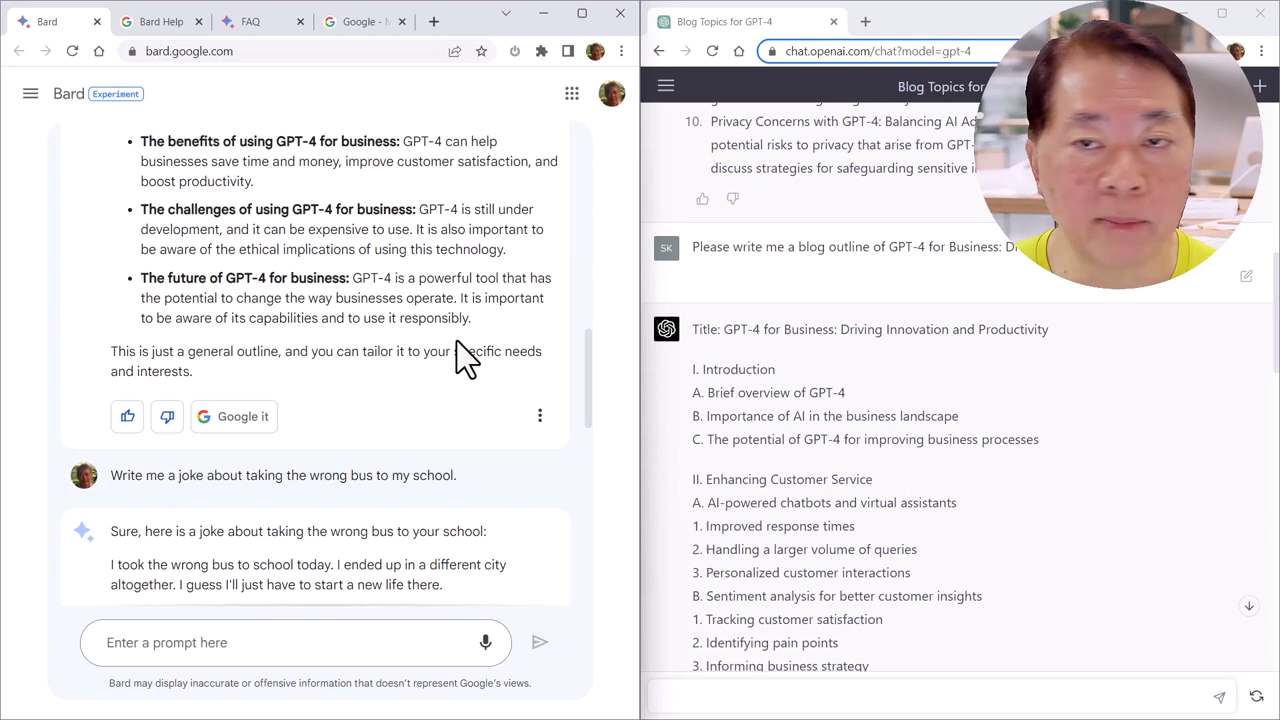 Bard
Bard Help
FAQ
Google - M
bard.google.com
Bard Experiment
The benefits of using GPT-4 for business: GPT-4 can help
businesses save time and money, improve customer satisfaction, and
boost productivity.
The challenges of using GPT-4 for business: GPT-4 is still under
development, and it can be expensive to use. It is also important to
be aware of the ethical implications of using this technology.
The future of GPT-4 for business: GPT-4 is a powerful tool that has
the potential to change the way businesses operate. It is important
to be aware of its capabilities and to use it responsibly.
This is just a general outline, and you can tailor it to your specific needs
and interests.
Google it
Write me a joke about taking the wrong bus to my school.
Sure, here is a joke about taking the wrong bus to your school:
I took the wrong bus to school today. I ended up in a different city
altogether. I guess I'll just have to start a new life there.
Enter a prompt here
Bard may display inaccurate or offensive information that doesn't represent Google's views.
Blog Topics for GPT-4
chat.openai.com/chat?model=gpt-4
Blog Topics for
10. Privacy Concerns with GPT-4: Balancing AI Ad
potential risks to privacy that arise from GPT-
discuss strategies for safeguarding sensitive i
SK
Please write me a blog outline of GPT-4 for Business: D
Title: GPT-4 for Business: Driving Innovation and Productivity
I. Introduction
A. Brief overview of GPT-4
B. Importance of AI in the business landscape
C. The potential of GPT-4 for improving business processes
II. Enhancing Customer Service
A. AI-powered chatbots and virtual assistants
1. Improved response times
2. Handling a larger volume of queries
3. Personalized customer interactions
B. Sentiment analysis for better customer insights
1. Tracking customer satisfaction
2. Identifying pain points
3. Informing business strategy